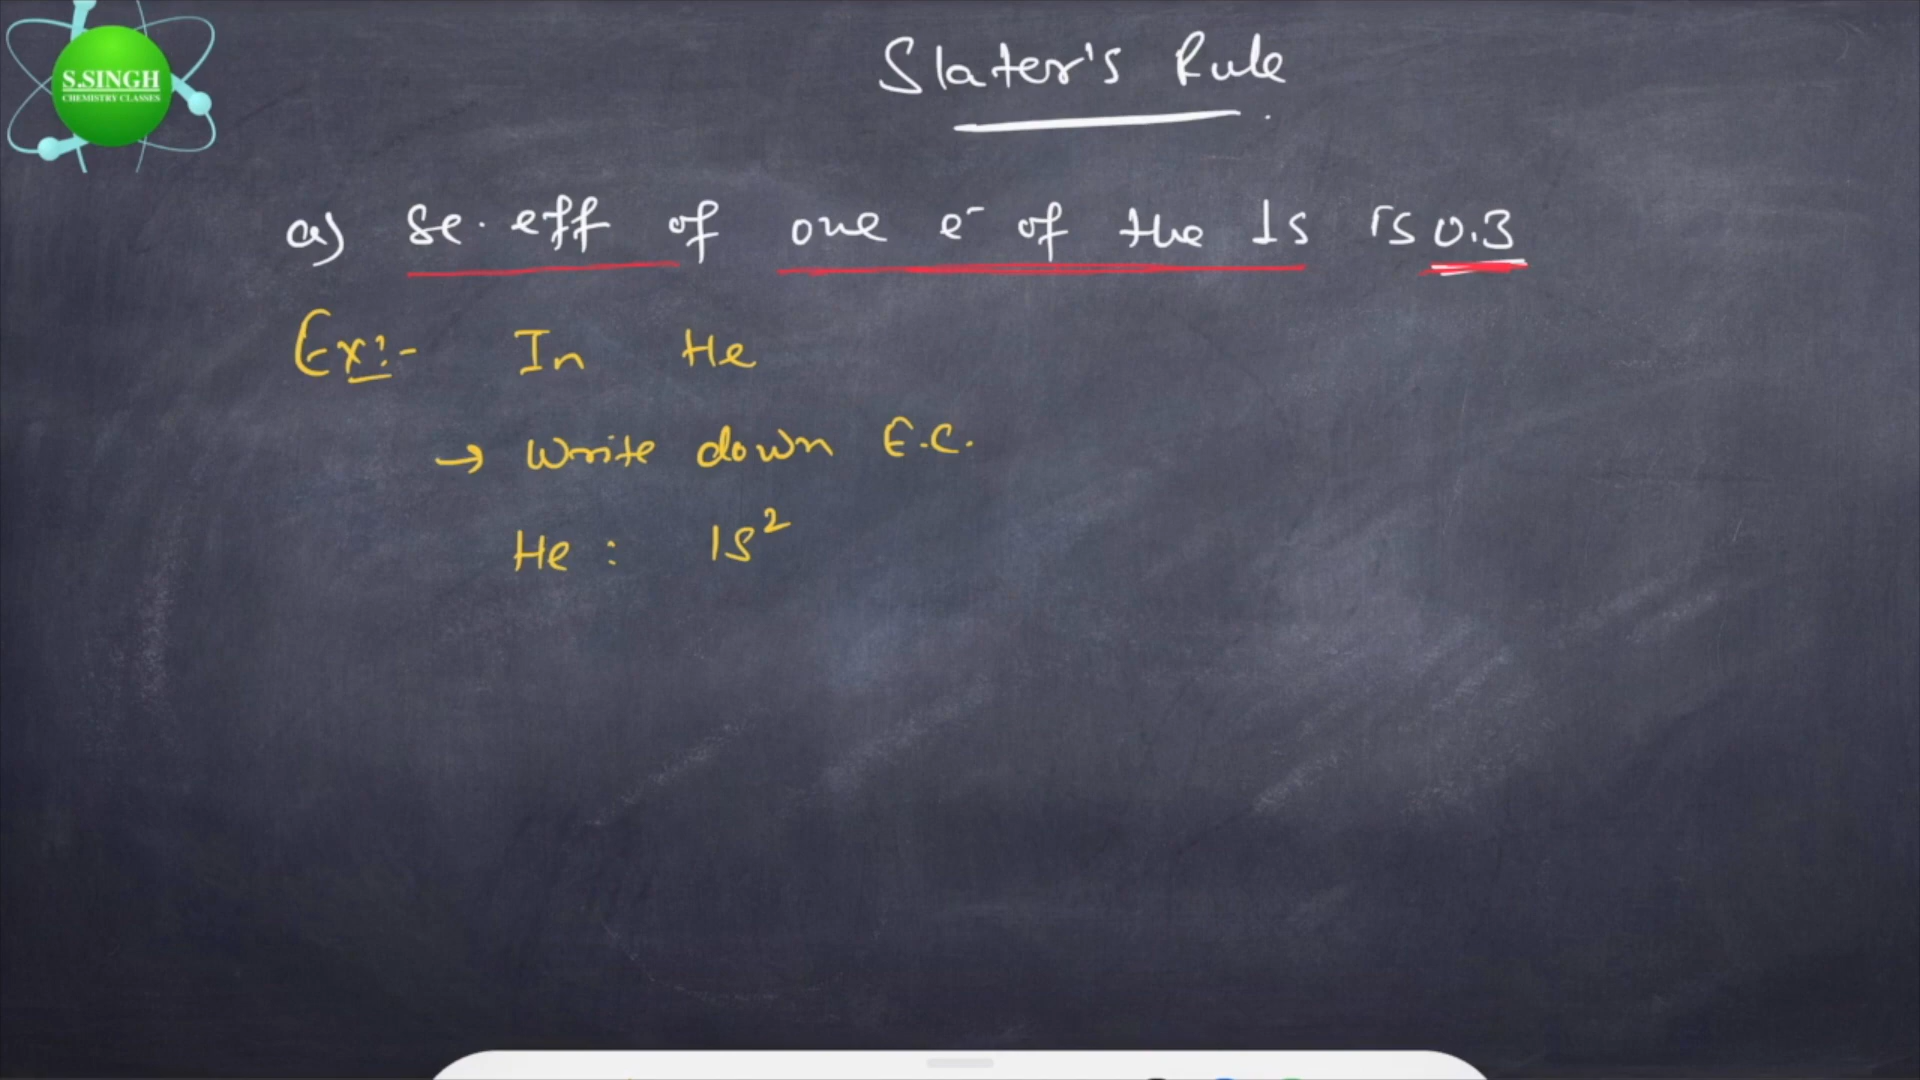 S.SINGH
CHEMISTRY CLASSES
Slater's Rule
a) Sc. eff of one e⁻ of the 1s is 0.3
Ex:- In He
→ Write down E.C.
He : 1s²